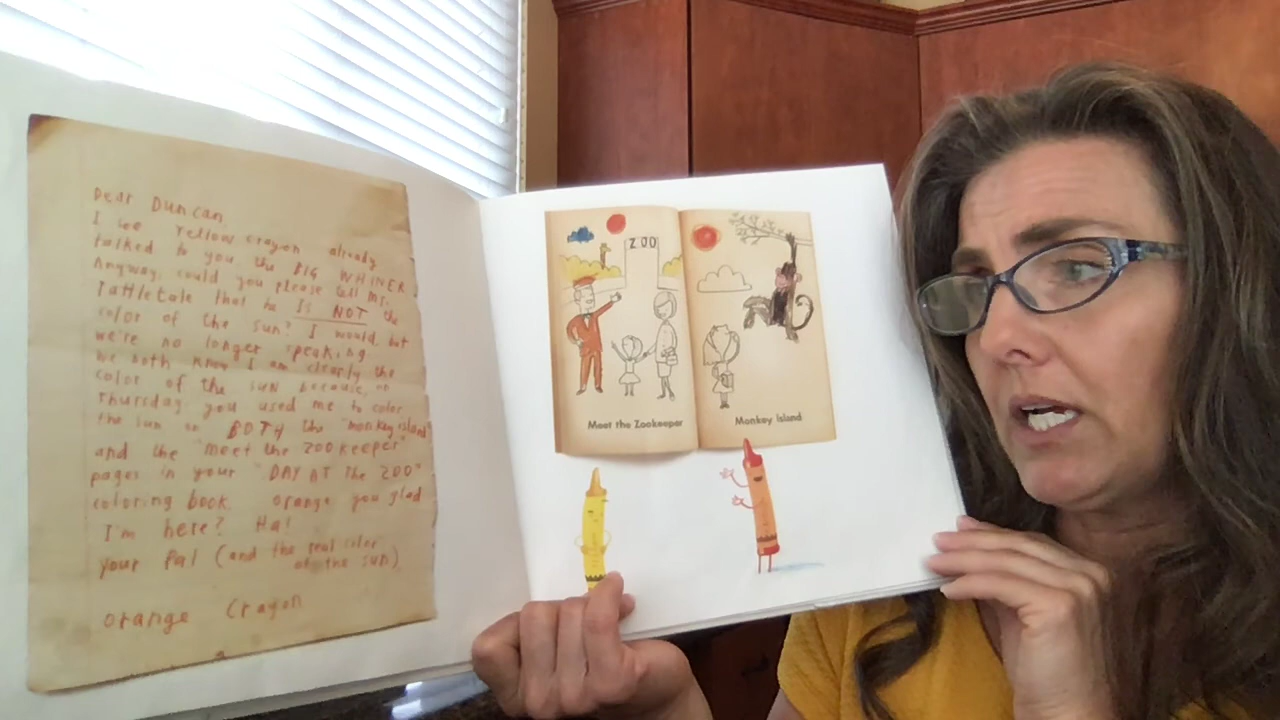 Dear Duncan
I see Yellow crayon already
talked to you the BIG WHINER
Anyway, could you please tell Mr.
Tattletale that he IS NOT the
color of the sun? I would, but
we're no longer speaking
We both know I am clearly the
color of the sun because, on
thursday, you used me to color
the sun on BOTH the "monkey island"
and the "meet the ZOO keeper"
pages in your "DAY AT the ZOO"
coloring book. Orange you glad
I'm here? Ha!
your Pal (and the real color
of the sun)
orange Crayon
ZOO
Meet the Zookeeper
Monkey Island